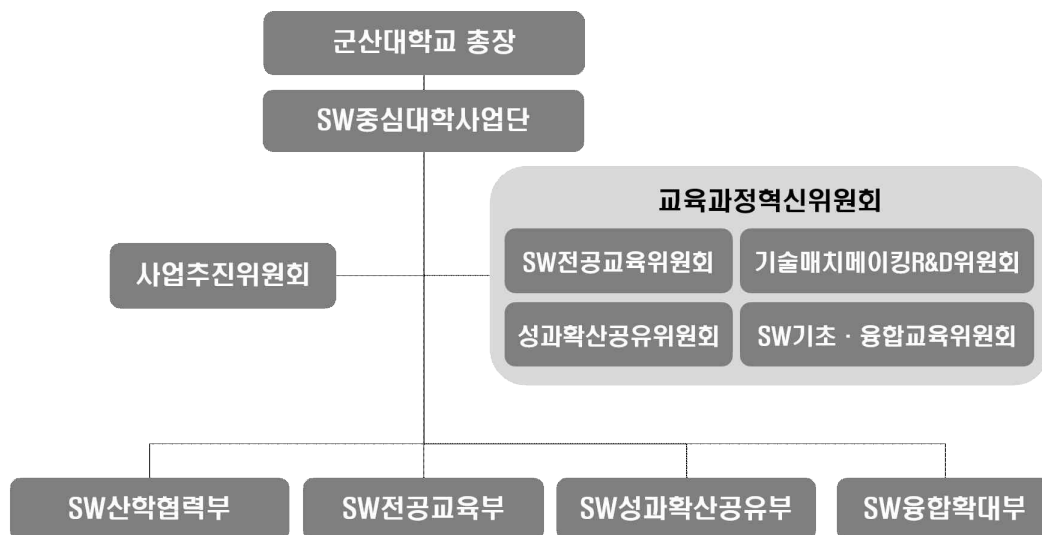 군산대학교 총장
SW중심대학사업단
교육과정혁신위원회
사업추진위원회
SW전공교육위원회
기술매치메이킹R&D위원회
성과확산공유위원회
SW기초 · 융합교육위원회
SW산학협력부
SW전공교육부
SW성과확산공유부
SW융합확대부